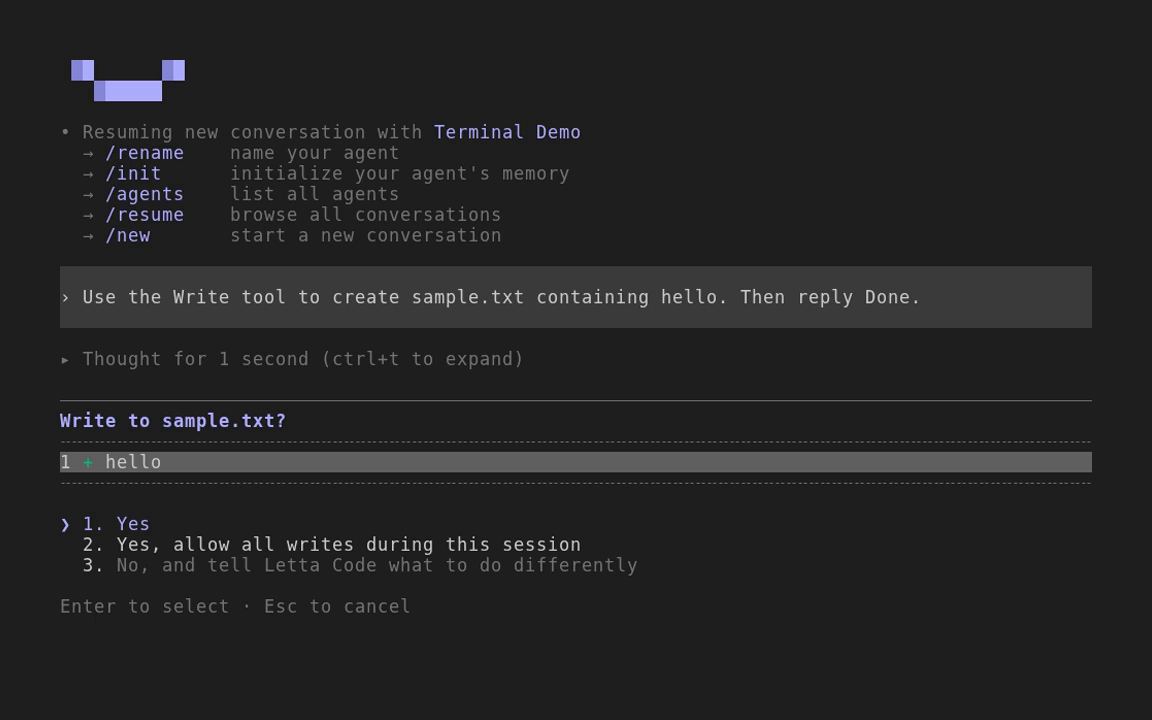 • Resuming new conversation with Terminal Demo
→ /rename    name your agent
→ /init      initialize your agent's memory
→ /agents    list all agents
→ /resume    browse all conversations
→ /new       start a new conversation
› Use the Write tool to create sample.txt containing hello. Then reply Done.
▸ Thought for 1 second (ctrl+t to expand)
Write to sample.txt?
1 + hello
❯ 1. Yes
2. Yes, allow all writes during this session
3. No, and tell Letta Code what to do differently
Enter to select · Esc to cancel